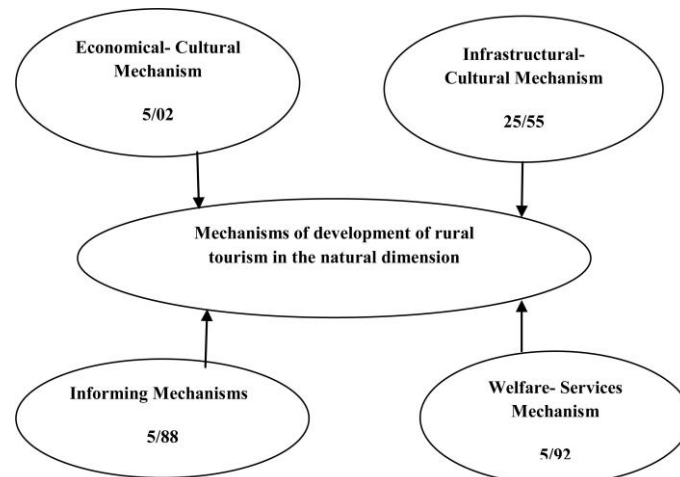 Economical- Cultural
Mechanism
5/02
Infrastructural-
Cultural Mechanism
25/55
Mechanisms of development of rural
tourism in the natural dimension
Informing Mechanisms
5/88
Welfare- Services
Mechanism
5/92